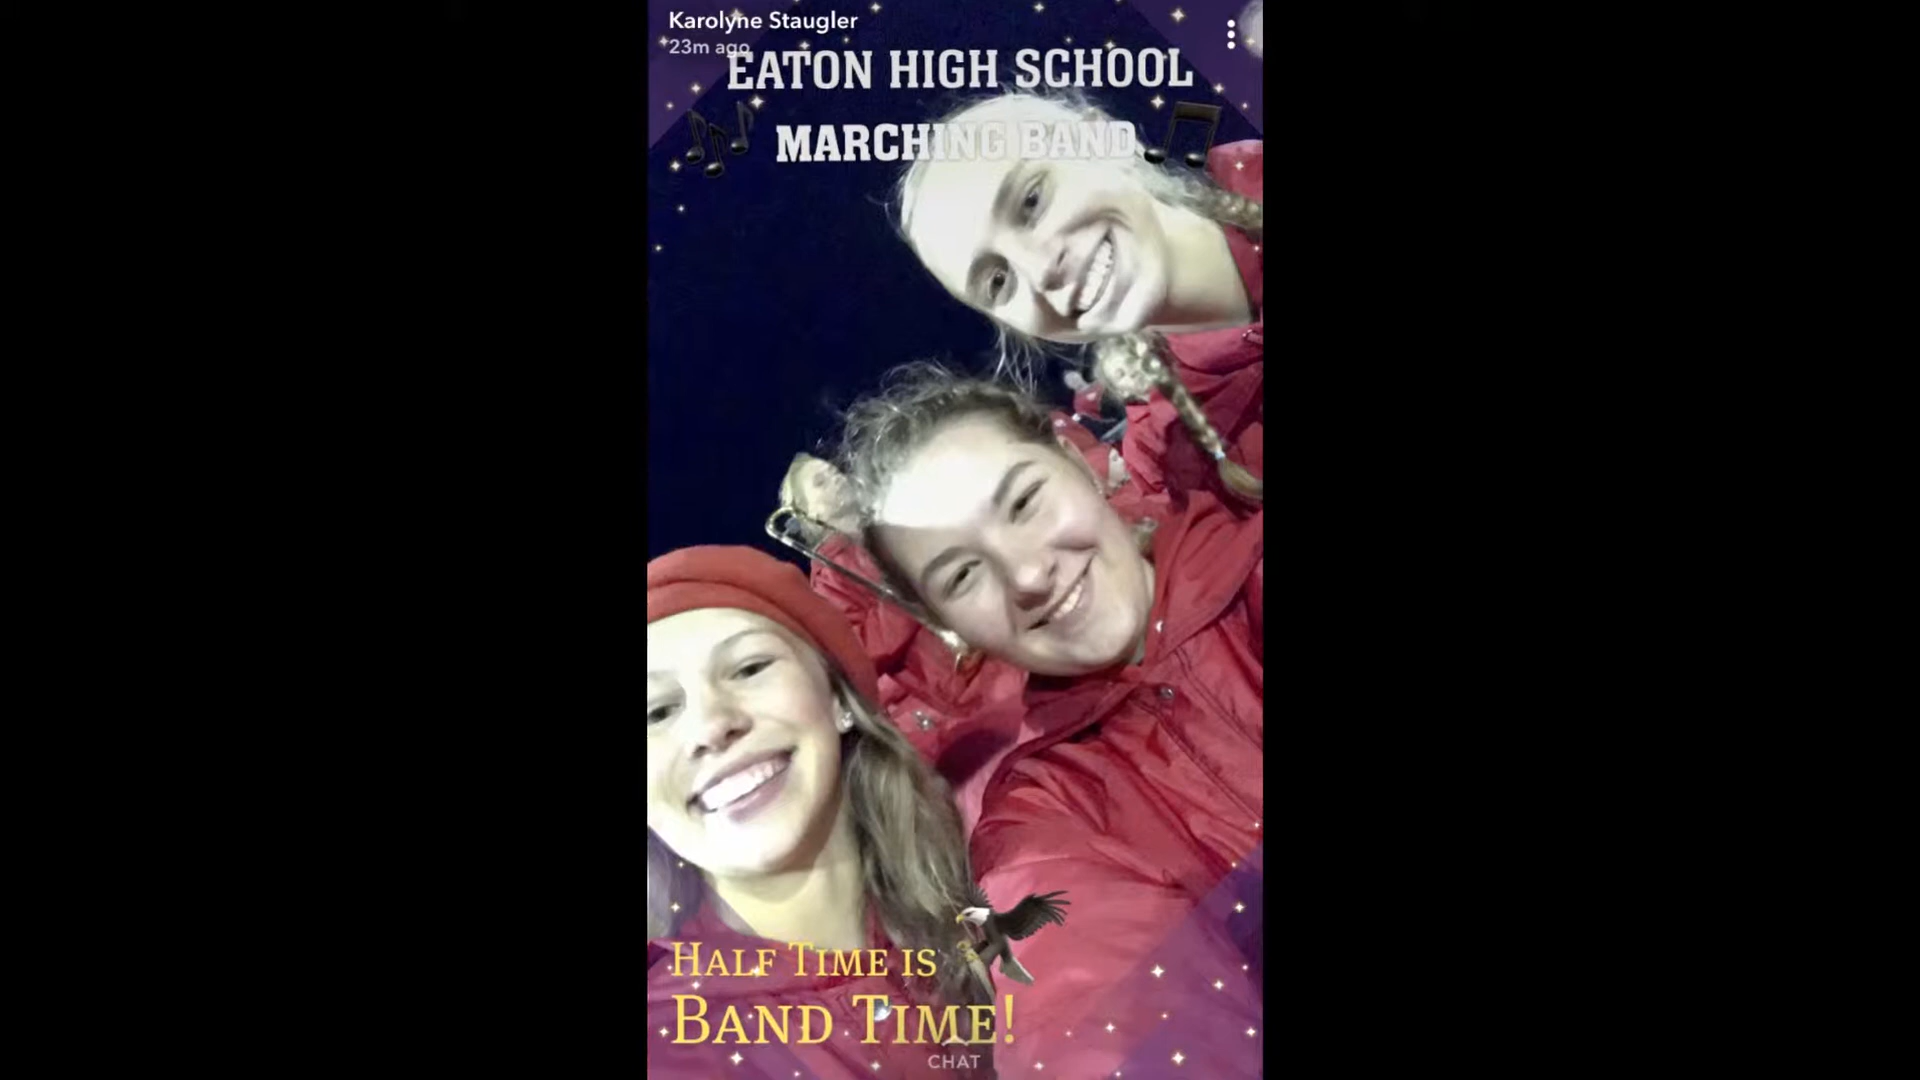 Karolyne Staugler
23m ago
EATON HIGH SCHOOL
MARCHING BAND
HALF TIME IS
BAND TIME!
CHAT